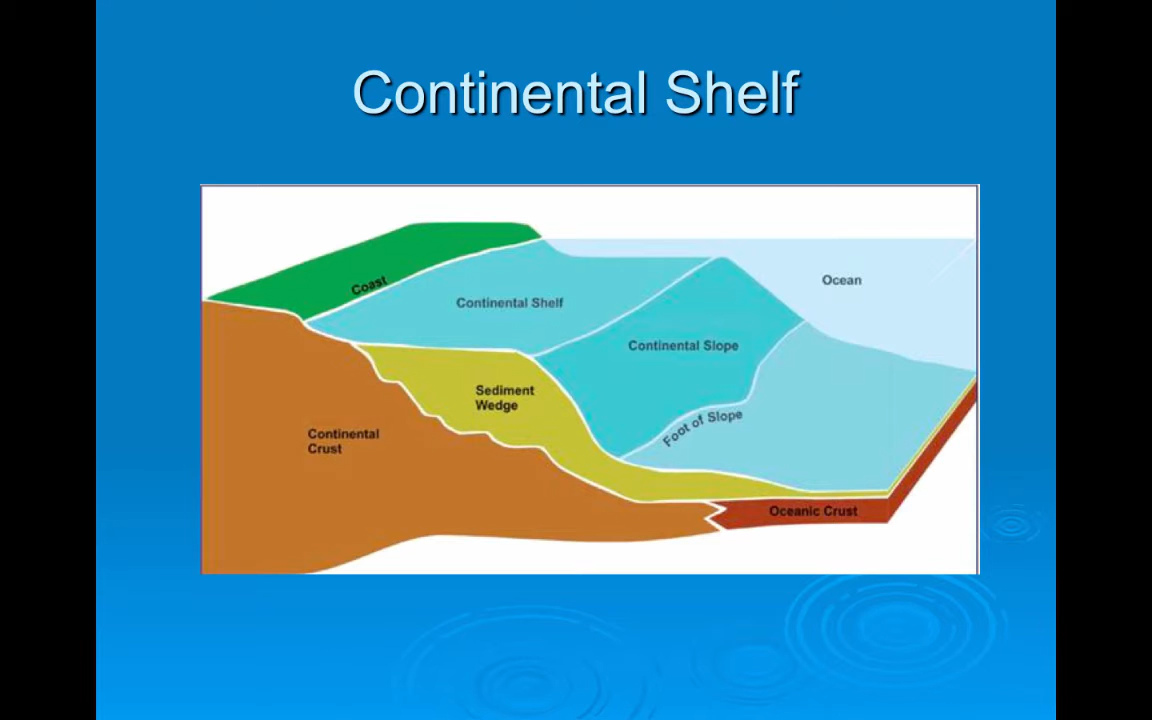 Continental Shelf
Coast
Continental Shelf
Ocean
Continental Slope
Sediment
Wedge
Foot of Slope
Continental
Crust
Oceanic Crust